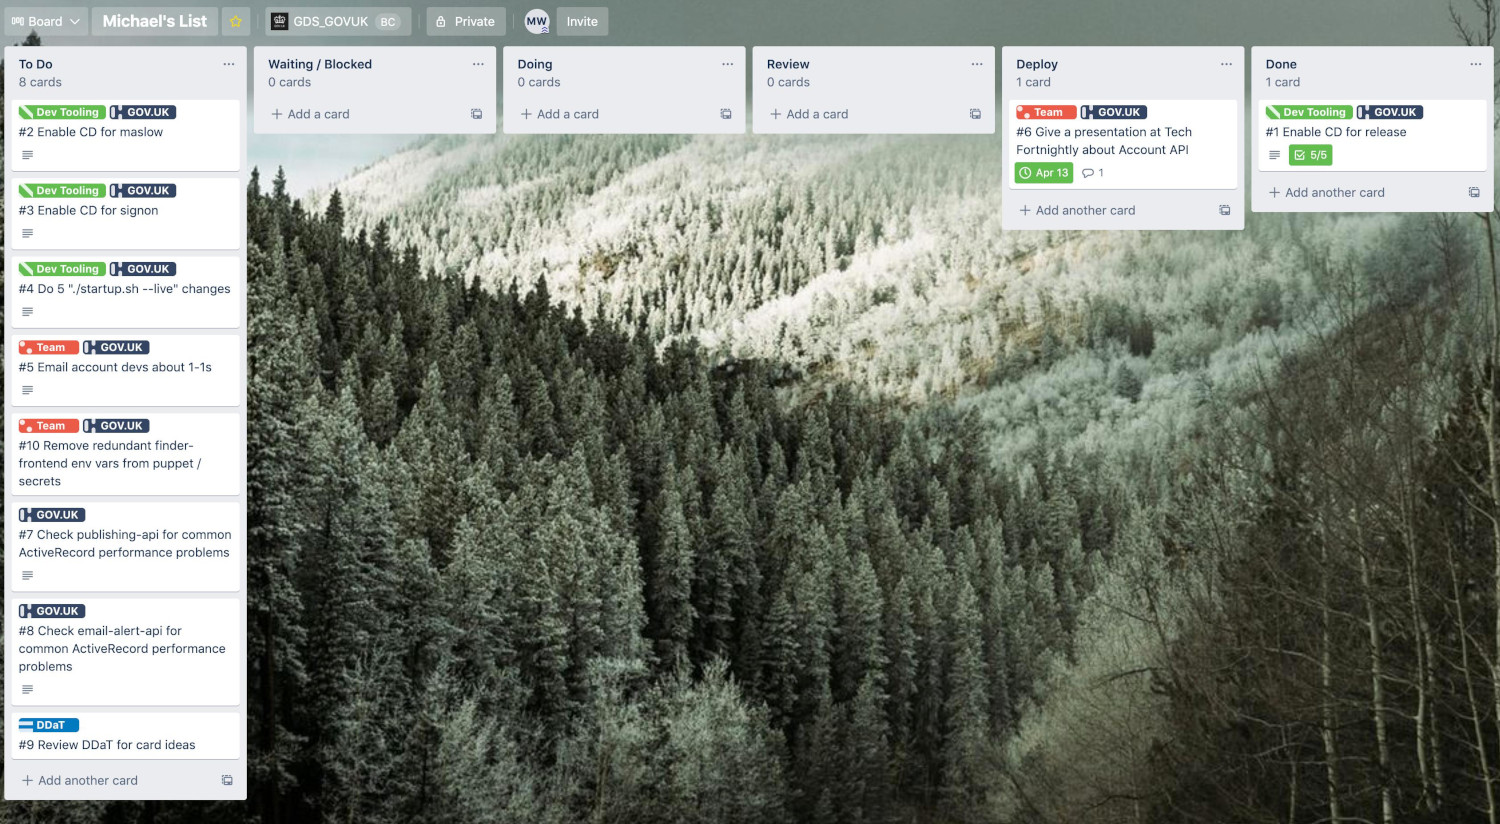 Board
Michael's List
GDS_GOVUK BC
Private
MW
Invite
To Do
8 cards
Dev Tooling GOV.UK
#2 Enable CD for maslow
Dev Tooling GOV.UK
#3 Enable CD for signon
Dev Tooling GOV.UK
#4 Do 5 "./startup.sh --live" changes
Team GOV.UK
#5 Email account devs about 1-1s
Team GOV.UK
#10 Remove redundant finder-
frontend env vars from puppet /
secrets
GOV.UK
#7 Check publishing-api for common
ActiveRecord performance problems
GOV.UK
#8 Check email-alert-api for
common ActiveRecord performance
problems
DDaT
#9 Review DDaT for card ideas
+ Add another card
Waiting / Blocked
0 cards
+ Add a card
Doing
0 cards
+ Add a card
Review
0 cards
+ Add a card
Deploy
1 card
Team GOV.UK
#6 Give a presentation at Tech
Fortnightly about Account API
Apr 13 1
+ Add another card
Done
1 card
Dev Tooling GOV.UK
#1 Enable CD for release
5/5
+ Add another card